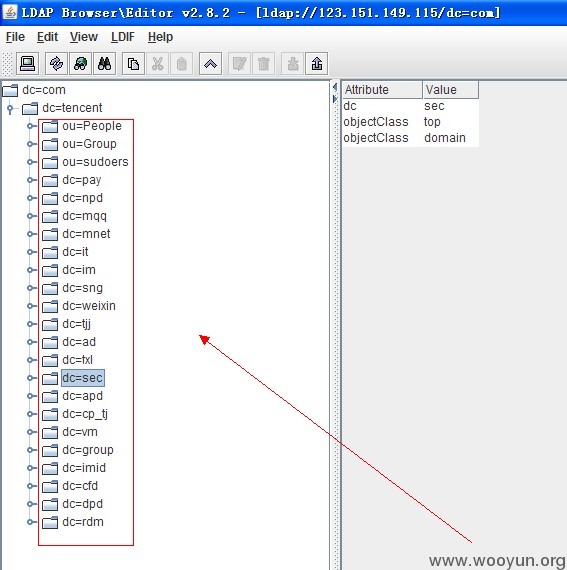 LDAP Browser\Editor v2.8.2 - [ldap://123.151.149.115/dc=com]
File Edit View LDIF Help
dc=com
dc=tencent
ou=People
ou=Group
ou=sudoers
dc=pay
dc=npd
dc=mqq
dc=mnet
dc=it
dc=im
dc=sng
dc=weixin
dc=tjj
dc=ad
dc=fxl
dc=sec
dc=apd
dc=cp_tj
dc=vm
dc=group
dc=imid
dc=cfd
dc=dpd
dc=rdm
Attribute Value
dc sec
objectClass top
objectClass domain
www.wooyun.org